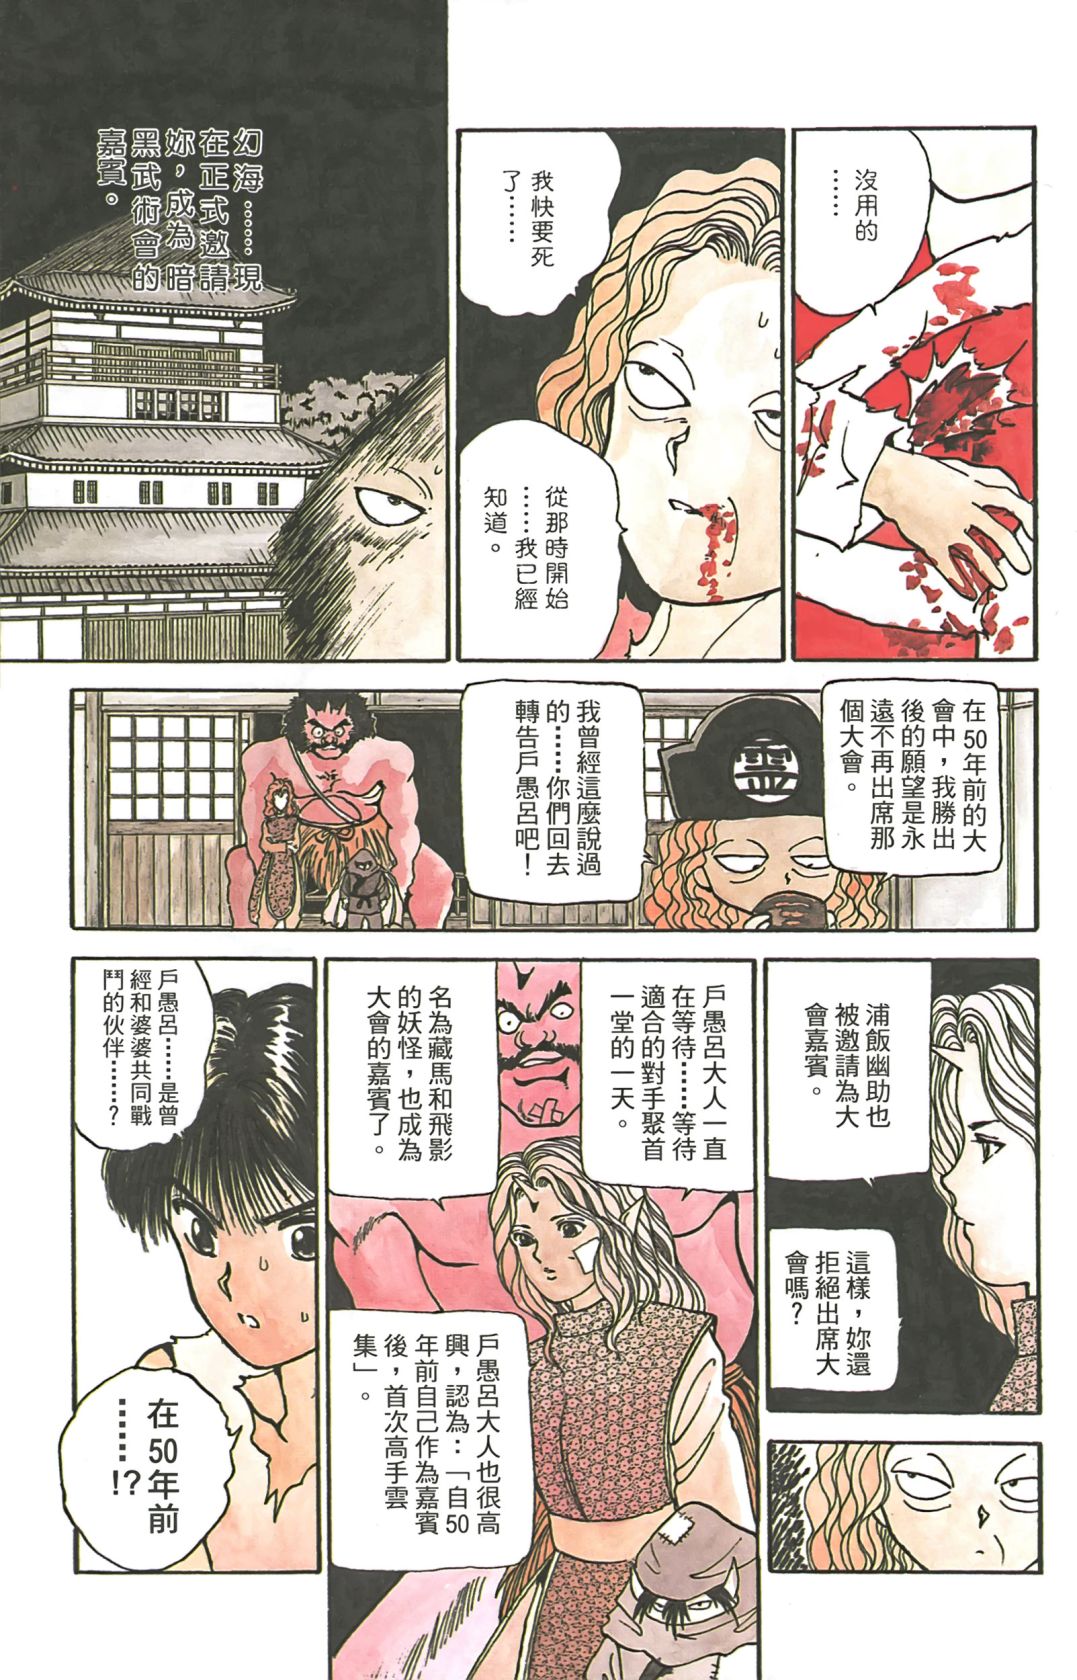 沒用的
……
我快要死
了……
從那時開始
……我已經
知道。
幻海……現
在正式邀請
妳，成為暗
黑武術會的
嘉賓。
在50年前的大
會中，我勝出
後的願望是永
遠不再出席那
個大會。
靈
我曾經這麼說過
的……你們回去
轉告戶愚呂吧！
浦飯幽助也
被邀請為大
會嘉賓。
這樣，妳還
拒絕出席大
會嗎？
戶愚呂大人一直
在等待……等待
適合的對手聚首
一堂的一天。
名為藏馬和飛影
的妖怪，也成為
大會的嘉賓了。
戶愚呂大人也很高
興，認為：「自50
年前自己作為嘉賓
後，首次高手雲
集」。
戶愚呂……是曾
經和婆婆共同戰
鬥的伙伴……？
在50年前
……!?